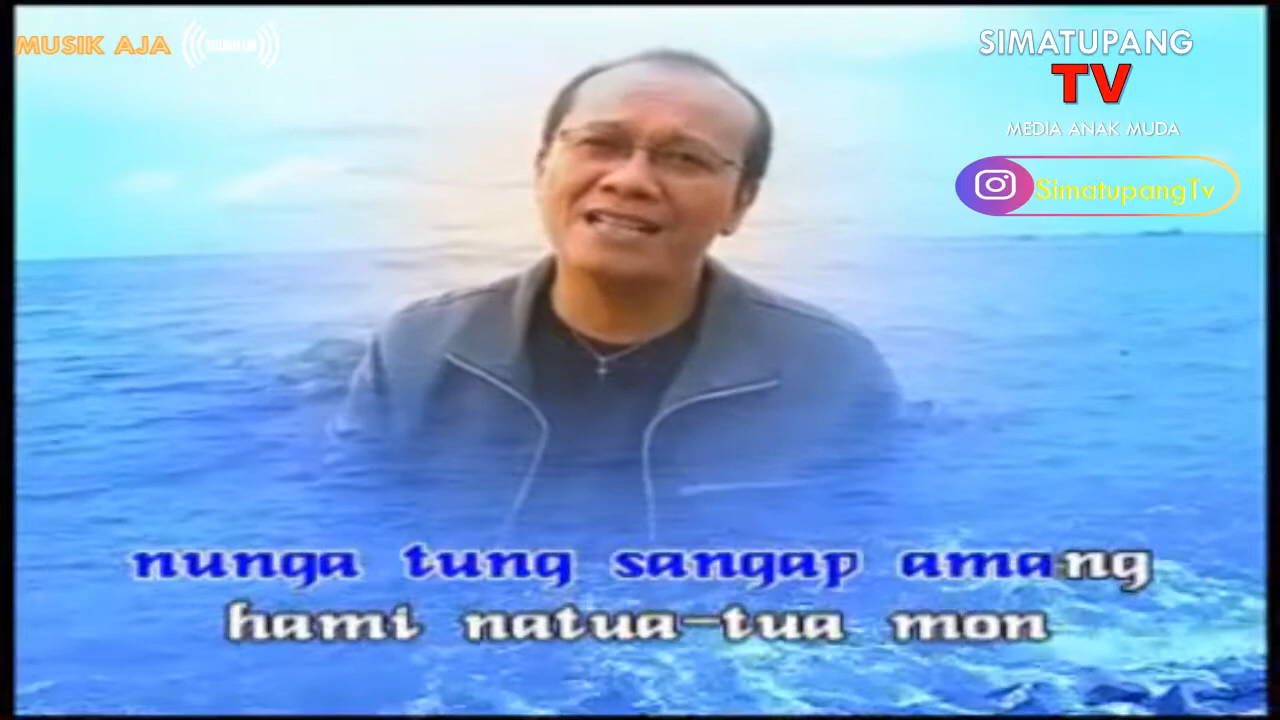 MUSIK AJA
SIMATUPANG
TV
MEDIA ANAK MUDA
SimatupangTv
nunga tung sangap amang
hami natua-tua mon